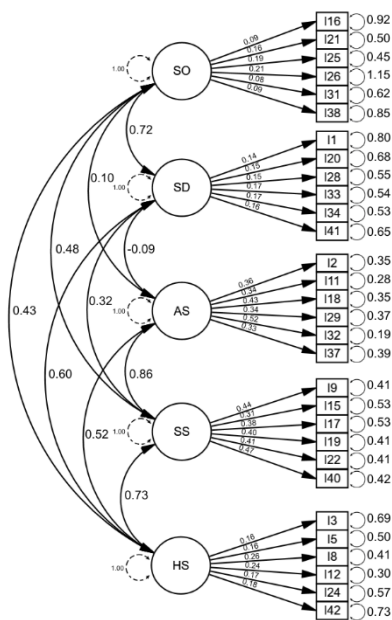 I16 0.92
0.09
I21 0.50
0.16
1.00 SO
0.19
I25 0.45
0.21
I26 1.15
0.08
I31 0.62
0.09
I38 0.85
0.72
I1 0.80
0.14
I20 0.68
0.15
0.10
1.00 SD
0.15
I28 0.55
0.17
I33 0.54
0.17
I34 0.53
0.16
I41 0.65
0.48
-0.09
I2 0.35
0.36
I11 0.28
0.34
0.43
0.32
1.00 AS
0.43
I18 0.35
0.34
I29 0.37
0.52
I32 0.19
0.33
I37 0.39
0.60
0.86
I9 0.41
0.44
I15 0.53
0.31
0.52
1.00 SS
0.38
I17 0.53
0.40
I19 0.41
0.41
I22 0.41
0.47
I40 0.42
0.73
I3 0.69
0.16
I5 0.50
0.16
1.00 HS
0.26
I8 0.41
0.24
I12 0.30
0.17
I24 0.57
0.18
I42 0.73